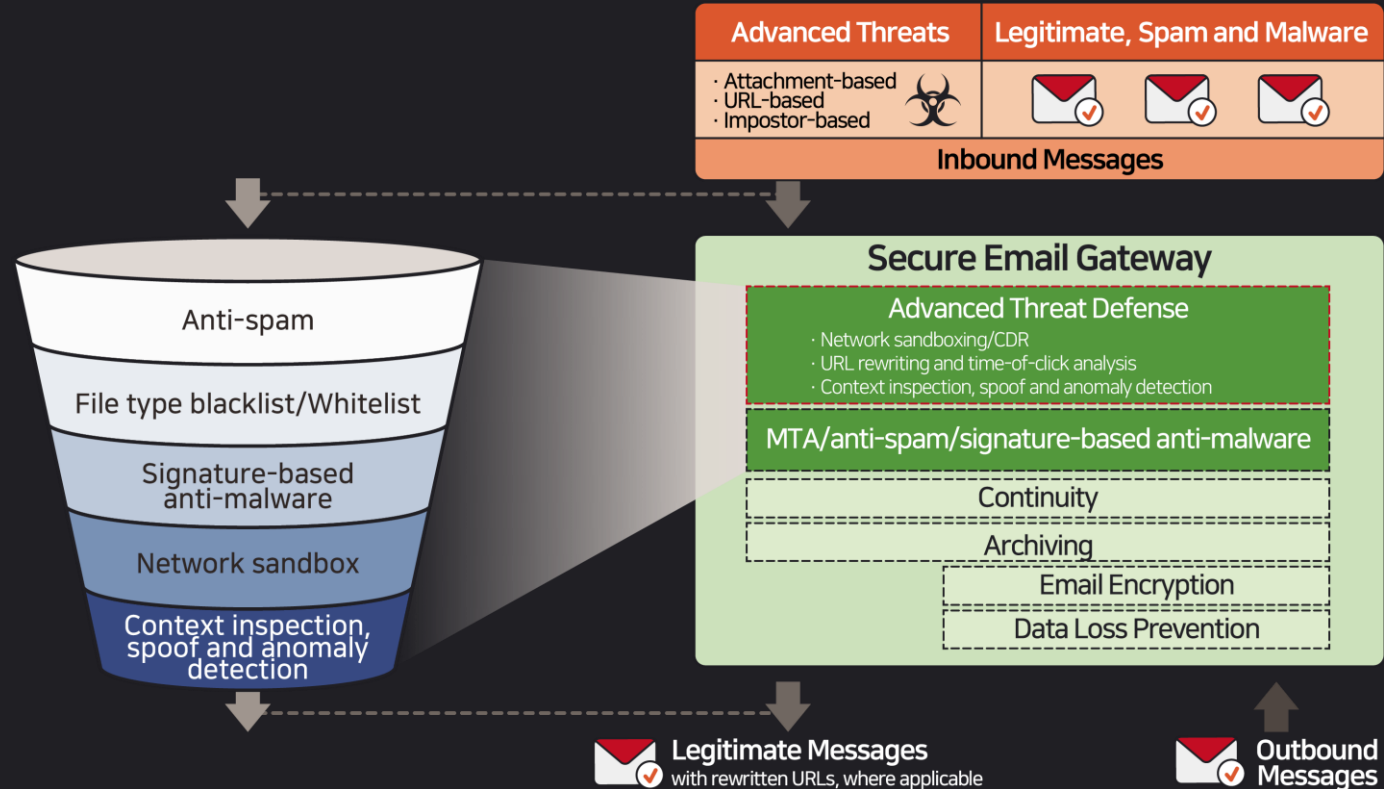 Advanced Threats
Legitimate, Spam and Malware
· Attachment-based
· URL-based
· Impostor-based
Inbound Messages
Anti-spam
File type blacklist/Whitelist
Signature-based
anti-malware
Network sandbox
Context inspection,
spoof and anomaly
detection
Secure Email Gateway
Advanced Threat Defense
· Network sandboxing/CDR
· URL rewriting and time-of-click analysis
· Context inspection, spoof and anomaly detection
MTA/anti-spam/signature-based anti-malware
Continuity
Archiving
Email Encryption
Data Loss Prevention
Legitimate Messages
with rewritten URLs, where applicable
Outbound
Messages